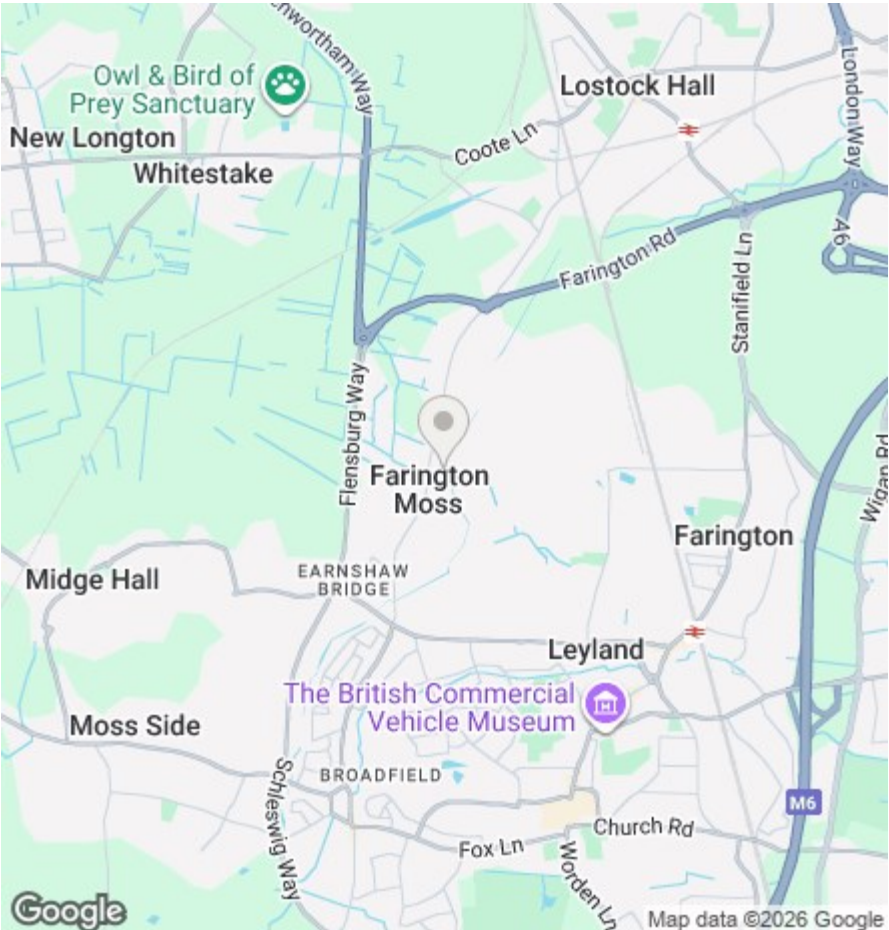 enwortham Way
Owl & Bird of
Prey Sanctuary
Lostock Hall
London Way
New Longton
Coote Ln
Whitestake
A6
Farington Rd
Stanifield Ln
Flensburg Way
Farington
Moss
Wigan Rd
Farington
EARNSHAW
BRIDGE
Midge Hall
Leyland
The British Commercial
Vehicle Museum
Moss Side
BROADFIELD
Schleswig Way
M6
Church Rd
Fox Ln
Worden Ln
Google
Map data ©2026 Google